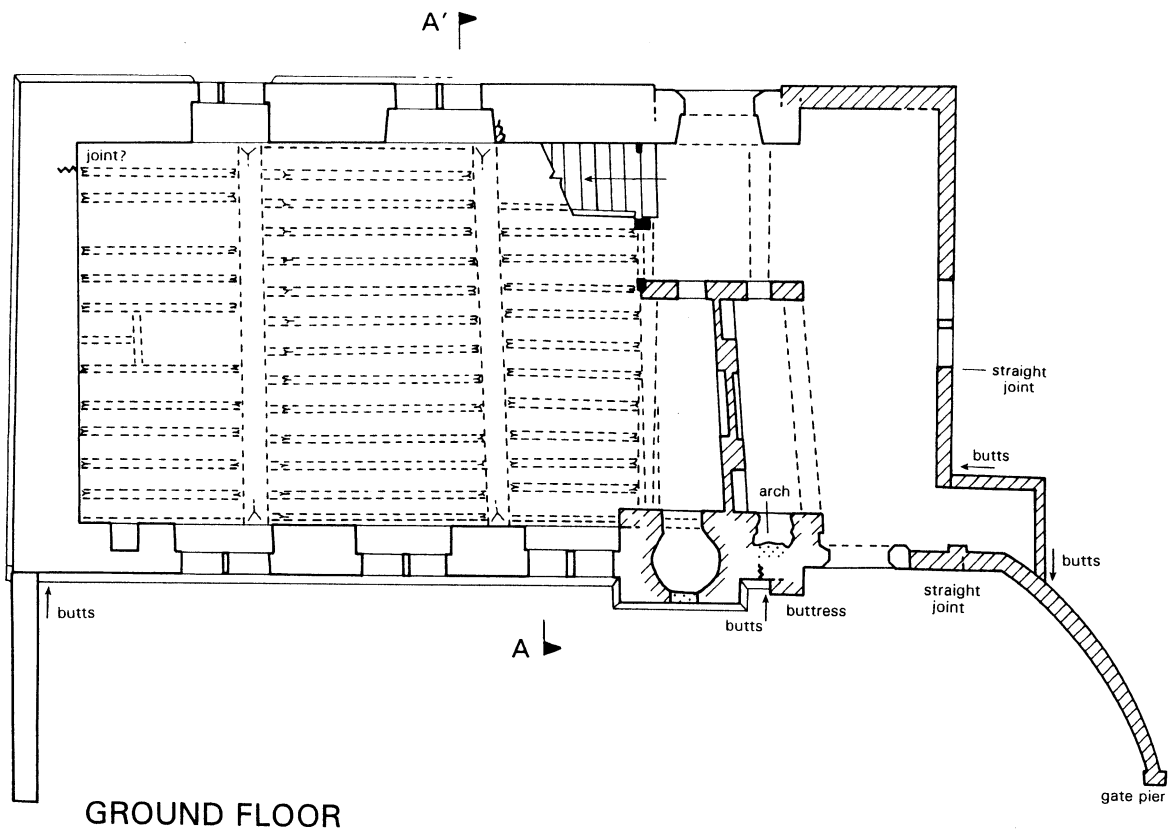 A'
joint?
straight
joint
butts
arch
butts
straight
joint
butts
buttress
butts
A
gate pier
GROUND FLOOR